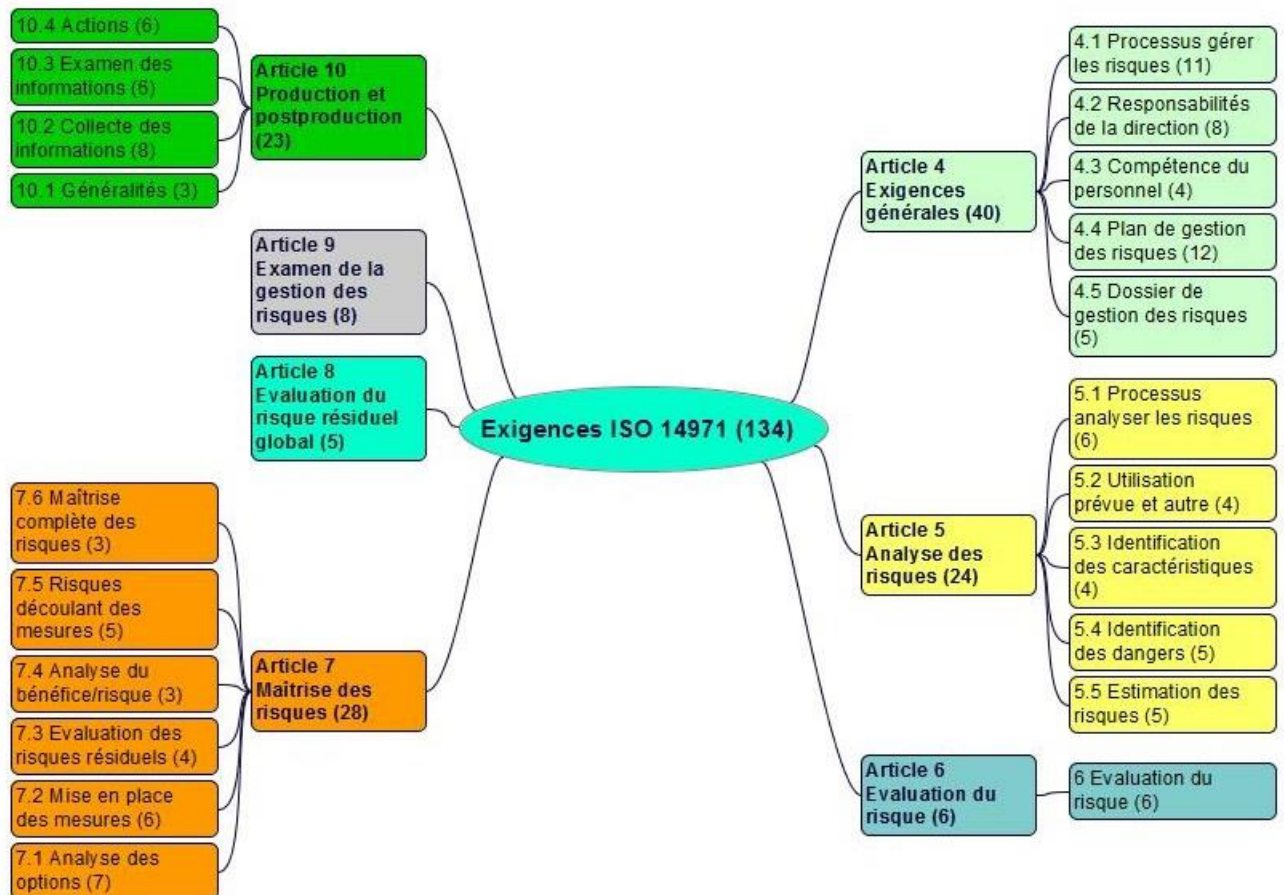 Exigences ISO 14971 (134)
Article 4
Exigences
générales (40)
4.1 Processus gérer
les risques (11)
4.2 Responsabilités
de la direction (8)
4.3 Compétence du
personnel (4)
4.4 Plan de gestion
des risques (12)
4.5 Dossier de
gestion des risques
(5)
Article 5
Analyse des
risques (24)
5.1 Processus
analyser les risques
(6)
5.2 Utilisation
prévue et autre (4)
5.3 Identification
des caractéristiques
(4)
5.4 Identification
des dangers (5)
5.5 Estimation des
risques (5)
Article 6
Evaluation du
risque (6)
6 Evaluation du
risque (6)
Article 7
Maîtrise des
risques (28)
7.6 Maîtrise
complète des
risques (3)
7.5 Risques
découlant des
mesures (5)
7.4 Analyse du
bénéfice/risque (3)
7.3 Evaluation des
risques résiduels (4)
7.2 Mise en place
des mesures (6)
7.1 Analyse des
options (7)
Article 8
Evaluation du
risque résiduel
global (5)
Article 9
Examen de la
gestion des
risques (8)
Article 10
Production et
postproduction
(23)
10.4 Actions (6)
10.3 Examen des
informations (6)
10.2 Collecte des
informations (8)
10.1 Généralités (3)